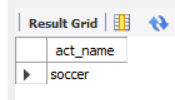 Result Grid
act_name
soccer